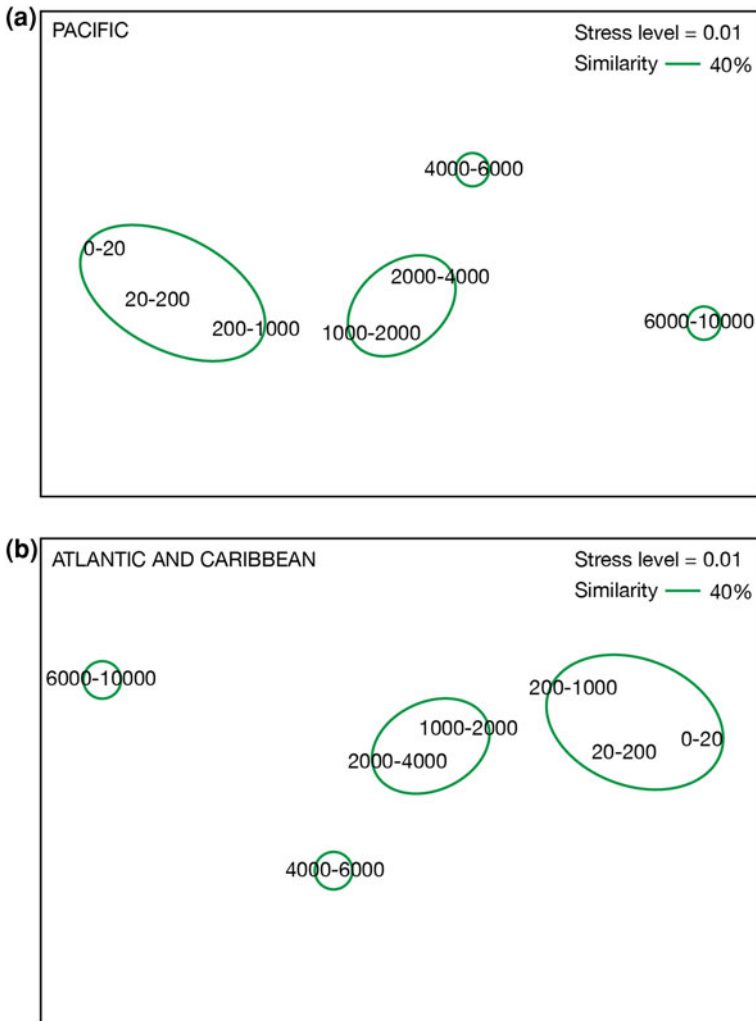 (a)
PACIFIC
Stress level = 0.01
Similarity 40%
4000-6000
0-20
2000-4000
20-200
6000-10000
200-1000
1000-2000
(b)
ATLANTIC AND CARIBBEAN
Stress level = 0.01
Similarity 40%
6000-10000
200-1000
1000-2000
0-20
20-200
2000-4000
4000-6000